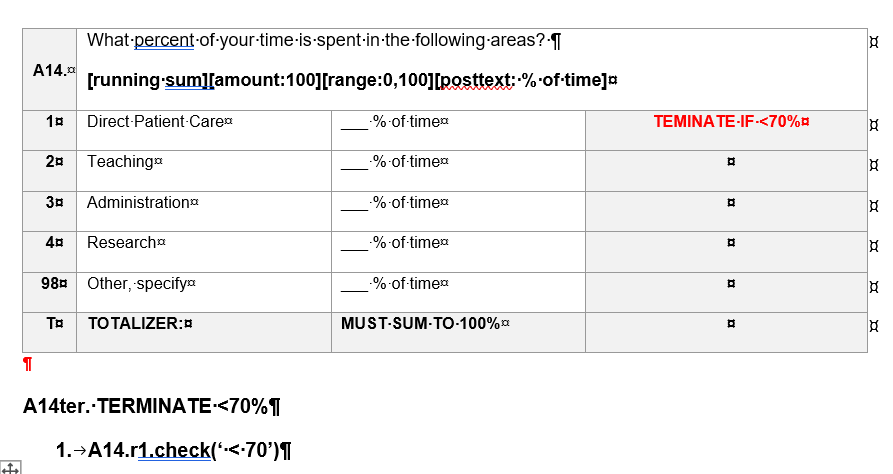 What percent of your time is spent in the following areas? ¶
A14.¤
[running sum][amount:100][range:0,100][posttext: % of time]¤
1¤ Direct Patient Care¤ ___ % of time¤ TEMINATE IF <70%¤
2¤ Teaching¤ ___ % of time¤ ¤
3¤ Administration¤ ___ % of time¤ ¤
4¤ Research¤ ___ % of time¤ ¤
98¤ Other, specify¤ ___ % of time¤ ¤
T¤ TOTALIZER:¤ MUST SUM TO 100%¤ ¤
¶
A14ter. TERMINATE <70%¶
1.→A14.r1.check(‘ < 70’)¶